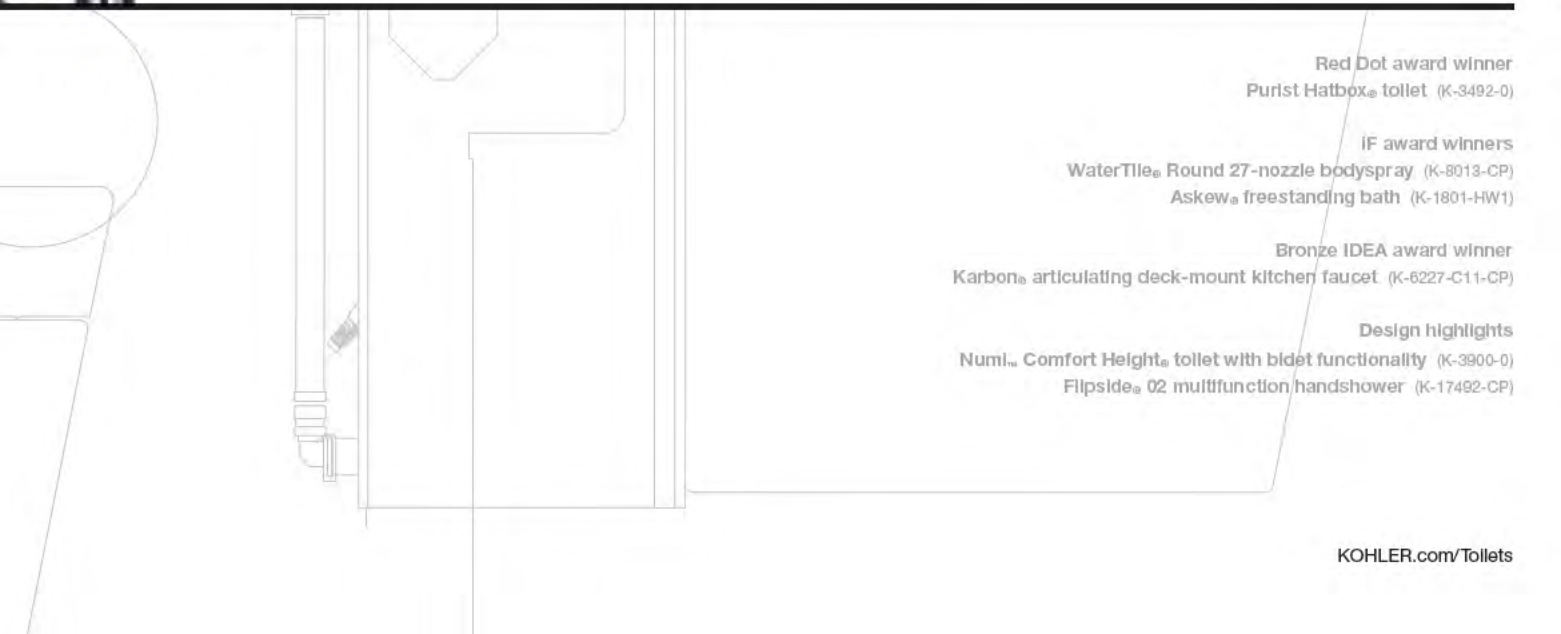 Red Dot award winner
Purist Hatbox® toilet (K-3492-0)
iF award winners
WaterTile® Round 27-nozzle bodyspray (K-8013-CP)
Askew® freestanding bath (K-1801-HW1)
Bronze IDEA award winner
Karbon® articulating deck-mount kitchen faucet (K-6227-C11-CP)
Design highlights
Numi™ Comfort Height® toilet with bidet functionality (K-3900-0)
Flipside® 02 multifunction handshower (K-17492-CP)
KOHLER.com/Toilets